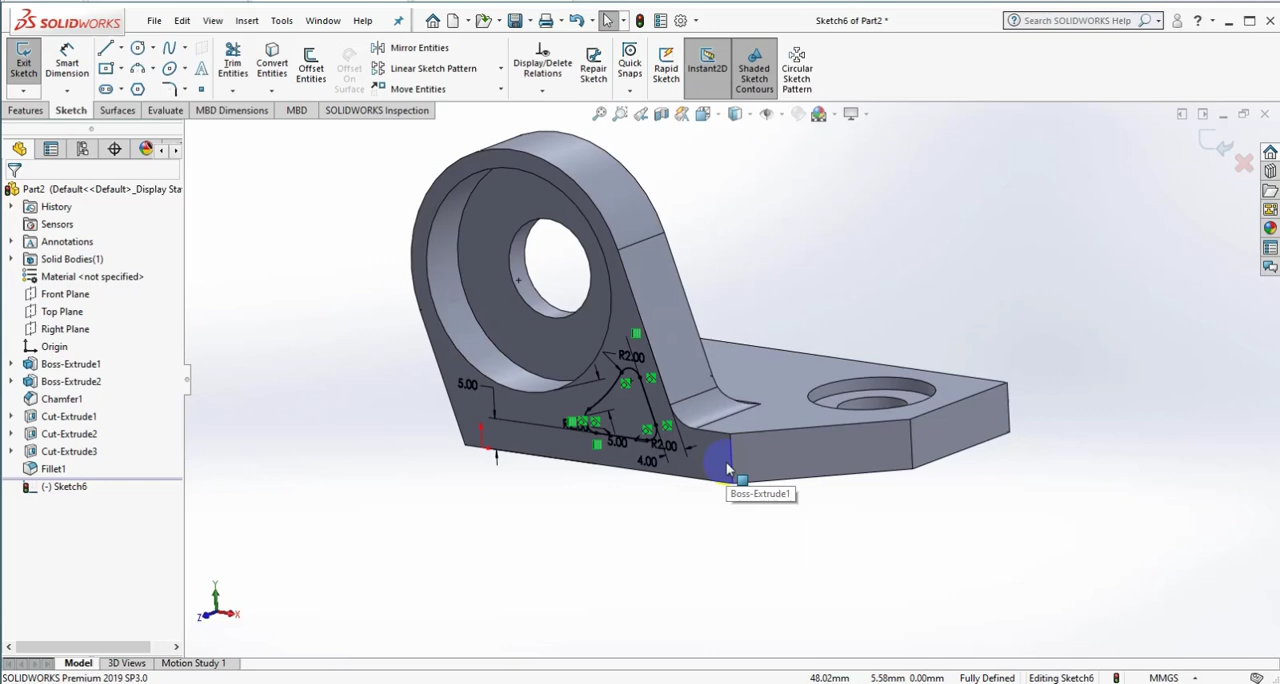 SOLIDWORKS
File Edit View Insert Tools Window Help
Sketch6 of Part2 *
Search SOLIDWORKS Help
Exit Sketch
Smart Dimension
Trim Entities
Convert Entities
Offset Entities
Offset On Surface
Mirror Entities
Linear Sketch Pattern
Move Entities
Display/Delete Relations
Repair Sketch
Quick Snaps
Rapid Sketch
Instant2D
Shaded Sketch Contours
Circular Sketch Pattern
Features Sketch Surfaces Evaluate MBD Dimensions MBD SOLIDWORKS Inspection
Part2 (Default<<Default>_Display Sta
History
Sensors
Annotations
Solid Bodies(1)
Material <not specified>
Front Plane
Top Plane
Right Plane
Origin
Boss-Extrude1
Boss-Extrude2
Chamfer1
Cut-Extrude1
Cut-Extrude2
Cut-Extrude3
Fillet1
(-) Sketch6
R2.00
5.00
5.00
R2.00
4.00
Boss-Extrude1
Y
Z
X
Model 3D Views Motion Study 1
SOLIDWORKS Premium 2019 SP3.0
48.02mm 5.58mm 0.00mm Fully Defined Editing Sketch6 MMGS